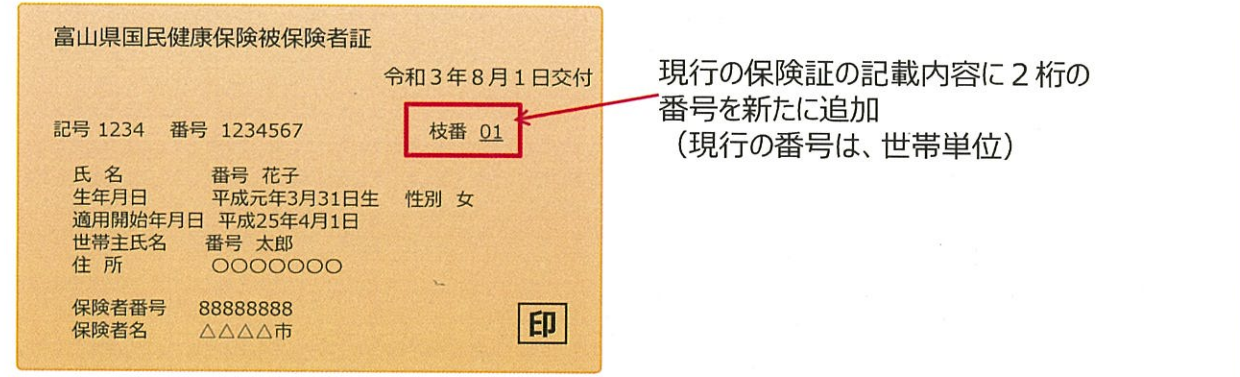 富山県国民健康保険被保険者証
令和3年8月1日交付
記号 1234 番号 1234567 枝番 01
氏 名 番号 花子
生年月日 平成元年3月31日生 性別 女
適用開始年月日 平成25年4月1日
世帯主氏名 番号 太郎
住 所 〇〇〇〇〇〇〇
保険者番号 88888888
保険者名 △△△△市
印
現行の保険証の記載内容に2桁の
番号を新たに追加
（現行の番号は、世帯単位）